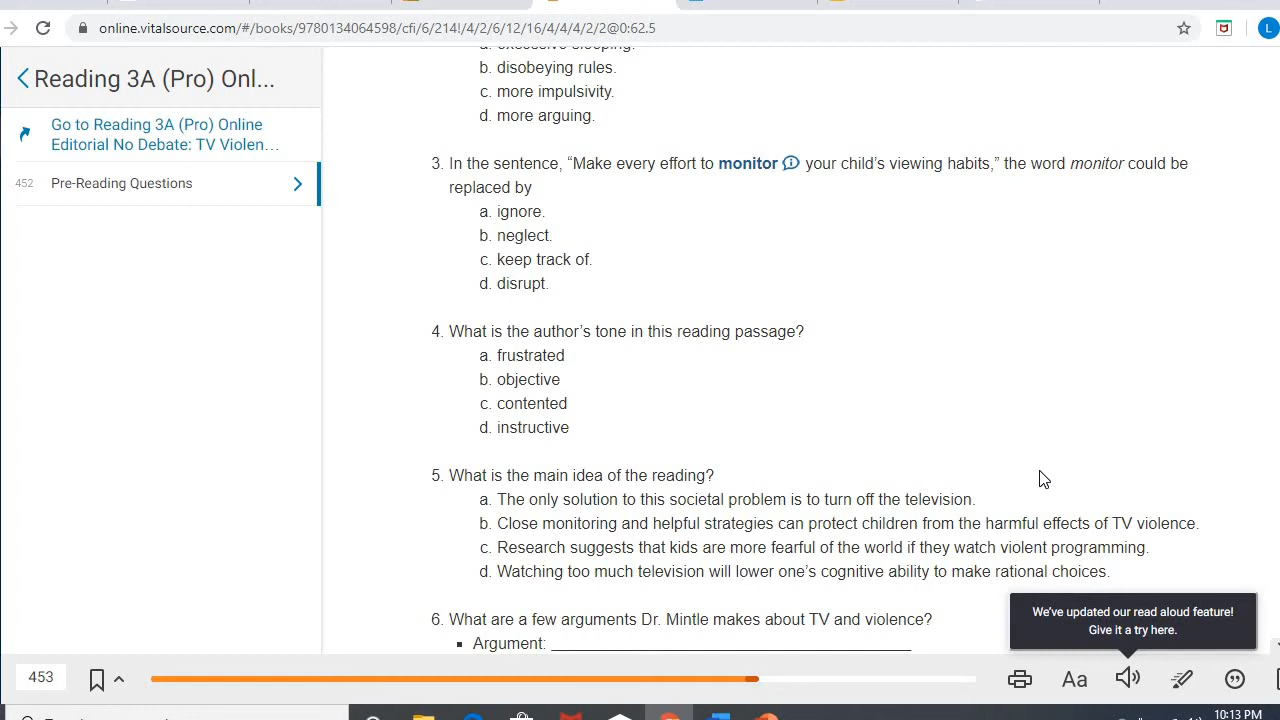 online.vitalsource.com/#/books/9780134064598/cfi/6/214!/4/2/6/12/16/4/4/4/2/2@0:62.5
L
Reading 3A (Pro) Onl...
Go to Reading 3A (Pro) Online
Editorial No Debate: TV Violen...
452 Pre-Reading Questions
a. excessive sleeping.
b. disobeying rules.
c. more impulsivity.
d. more arguing.
3. In the sentence, “Make every effort to monitor your child’s viewing habits,” the word monitor could be
replaced by
a. ignore.
b. neglect.
c. keep track of.
d. disrupt.
4. What is the author’s tone in this reading passage?
a. frustrated
b. objective
c. contented
d. instructive
5. What is the main idea of the reading?
a. The only solution to this societal problem is to turn off the television.
b. Close monitoring and helpful strategies can protect children from the harmful effects of TV violence.
c. Research suggests that kids are more fearful of the world if they watch violent programming.
d. Watching too much television will lower one’s cognitive ability to make rational choices.
6. What are a few arguments Dr. Mintle makes about TV and violence?
▪ Argument: ________________________________________
We’ve updated our read aloud feature!
Give it a try here.
453
Aa
10:13 PM